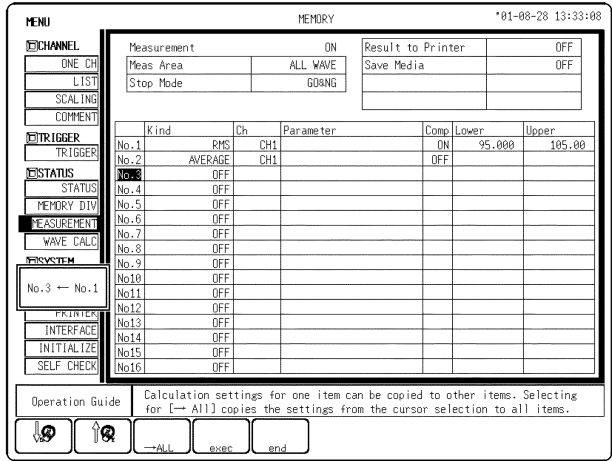 MENU MEMORY '01-08-28 13:33:08
CHANNEL
ONE CH
LIST
SCALING
COMMENT
TRIGGER
TRIGGER
STATUS
STATUS
MEMORY DIV
MEASUREMENT
WAVE CALC
SYSTEM
No.3 ← No.1
PRINTER
INTERFACE
INITIALIZE
SELF CHECK
Measurement ON
Meas Area ALL WAVE
Stop Mode GO&NG
Result to Printer OFF
Save Media OFF
Kind Ch Parameter Comp Lower Upper
No.1 RMS CH1 ON 95.000 105.00
No.2 AVERAGE CH1 OFF
No.3 OFF
No.4 OFF
No.5 OFF
No.6 OFF
No.7 OFF
No.8 OFF
No.9 OFF
No10 OFF
No11 OFF
No12 OFF
No13 OFF
No14 OFF
No15 OFF
No16 OFF
Operation Guide
Calculation settings for one item can be copied to other items. Selecting
for [→ All] copies the settings from the cursor selection to all items.
→ALL exec end